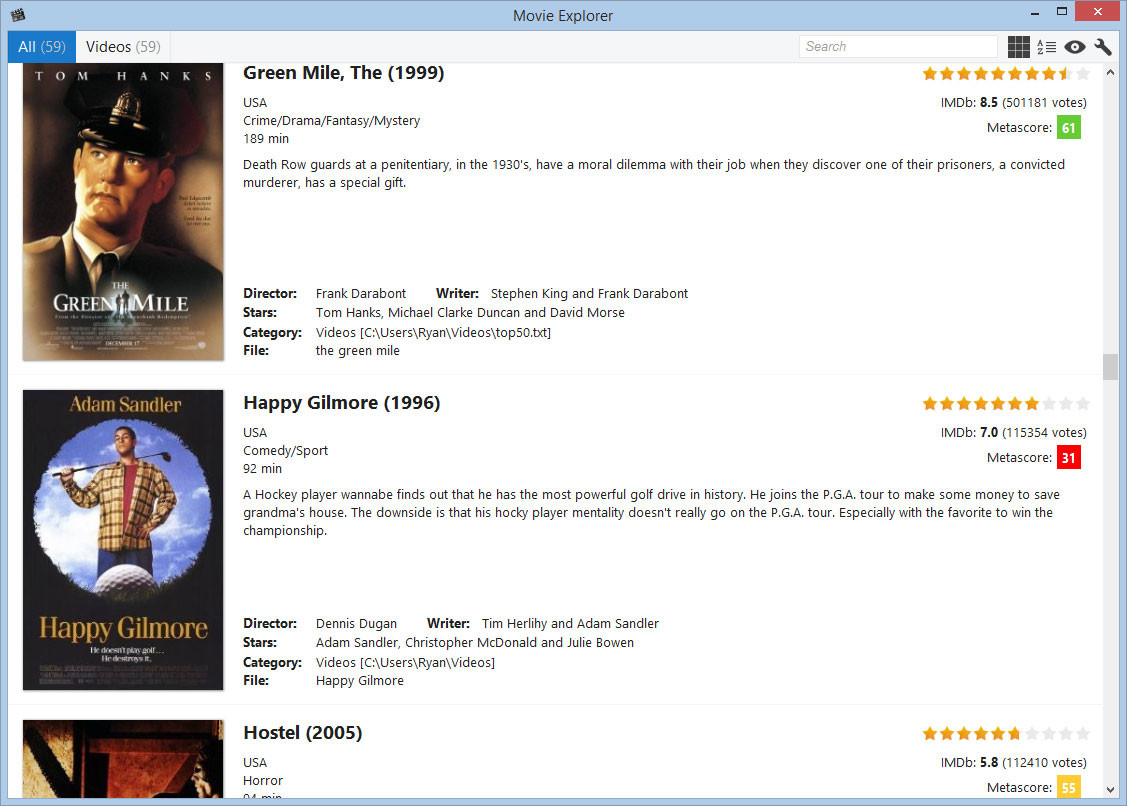 Movie Explorer
All (59) Videos (59) Search
TOM HANKS
THE
GREEN MILE
DECEMBER 17
Green Mile, The (1999)
IMDb: 8.5 (501181 votes)
Metascore: 61
USA
Crime/Drama/Fantasy/Mystery
189 min
Death Row guards at a penitentiary, in the 1930's, have a moral dilemma with their job when they discover one of their prisoners, a convicted
murderer, has a special gift.
Director: Frank Darabont Writer: Stephen King and Frank Darabont
Stars: Tom Hanks, Michael Clarke Duncan and David Morse
Category: Videos [C:\Users\Ryan\Videos\top50.txt]
File: the green mile
Adam Sandler
Happy Gilmore
He doesn't play golf...
He destroys it.
Happy Gilmore (1996)
IMDb: 7.0 (115354 votes)
Metascore: 31
USA
Comedy/Sport
92 min
A Hockey player wannabe finds out that he has the most powerful golf drive in history. He joins the P.G.A. tour to make some money to save
grandma's house. The downside is that his hocky player mentality doesn't really go on the P.G.A. tour. Especially with the favorite to win the
championship.
Director: Dennis Dugan Writer: Tim Herlihy and Adam Sandler
Stars: Adam Sandler, Christopher McDonald and Julie Bowen
Category: Videos [C:\Users\Ryan\Videos]
File: Happy Gilmore
Hostel (2005)
IMDb: 5.8 (112410 votes)
Metascore: 55
USA
Horror
94 min